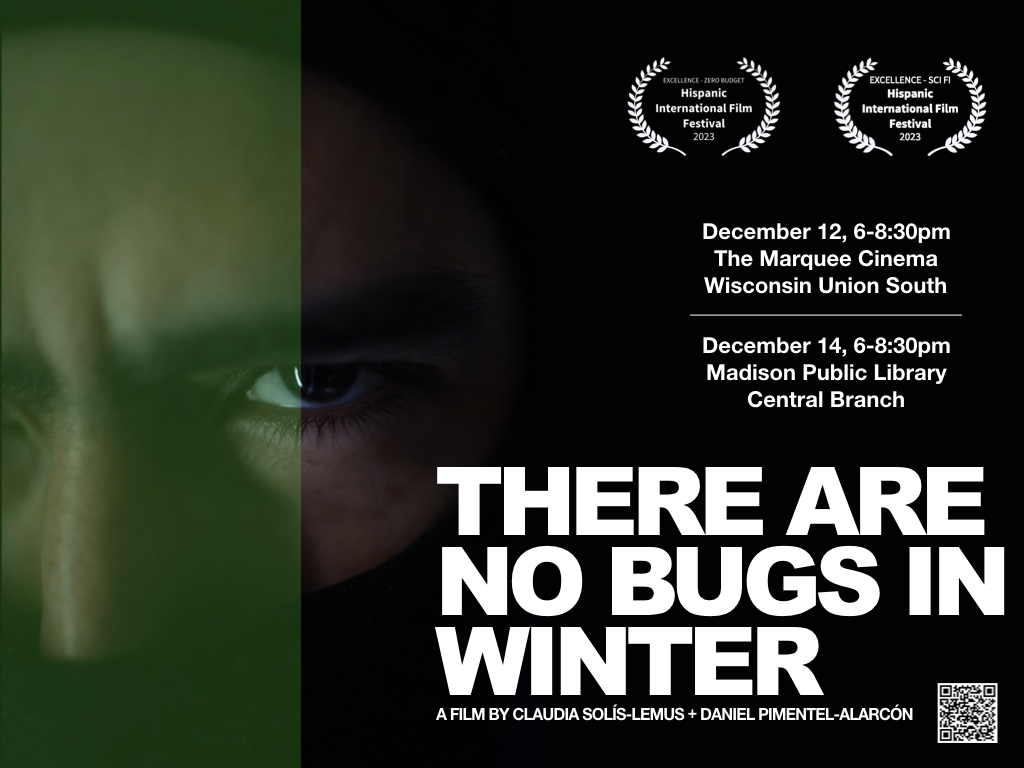 EXCELLENCE - ZERO BUDGET
Hispanic
International Film
Festival
2023
EXCELLENCE - SCI FI
Hispanic
International Film
Festival
2023
December 12, 6-8:30pm
The Marquee Cinema
Wisconsin Union South
December 14, 6-8:30pm
Madison Public Library
Central Branch
THERE ARE
NO BUGS IN
WINTER
A FILM BY CLAUDIA SOLÍS-LEMUS + DANIEL PIMENTEL-ALARCÓN